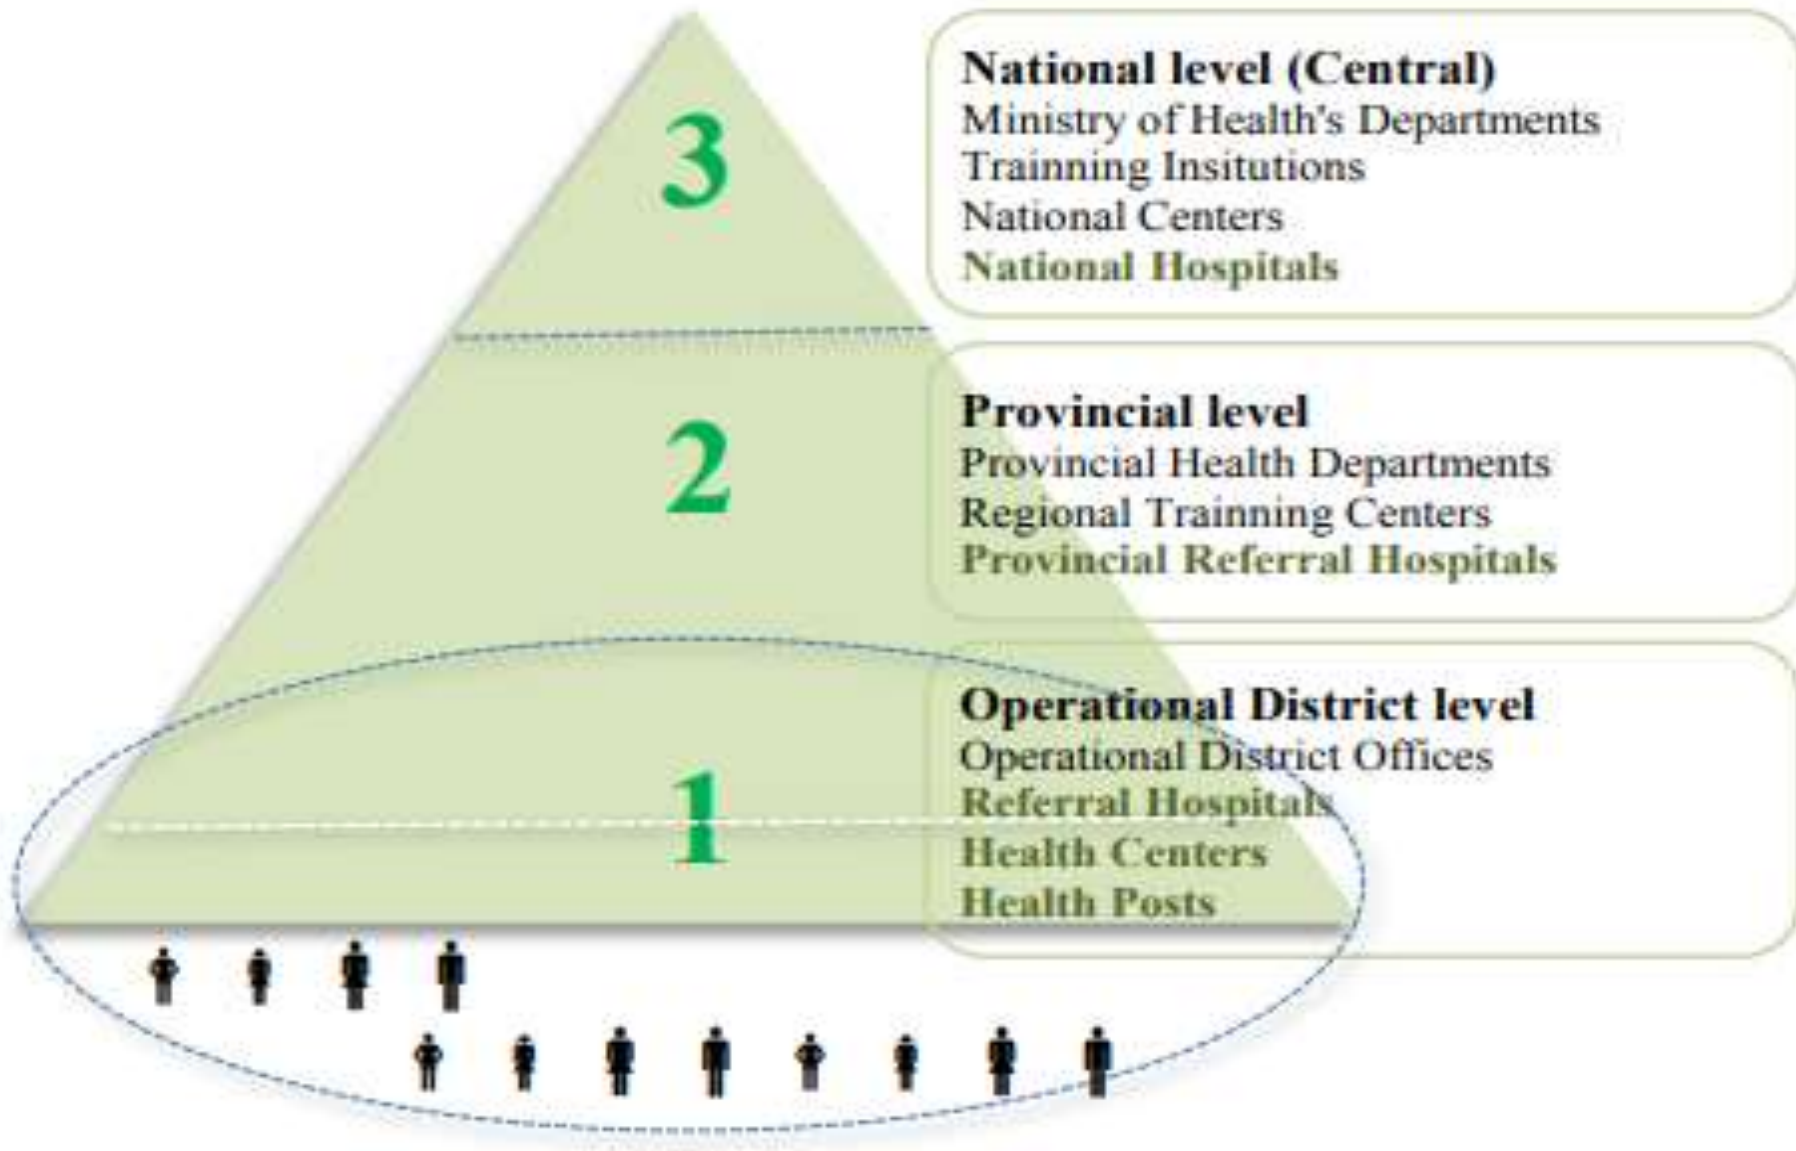 3
National level (Central)
Ministry of Health's Departments
Trainning Insitutions
National Centers
National Hospitals
2
Provincial level
Provincial Health Departments
Regional Trainning Centers
Provincial Referral Hospitals
1
Operational District level
Operational District Offices
Referral Hospitals
Health Centers
Health Posts